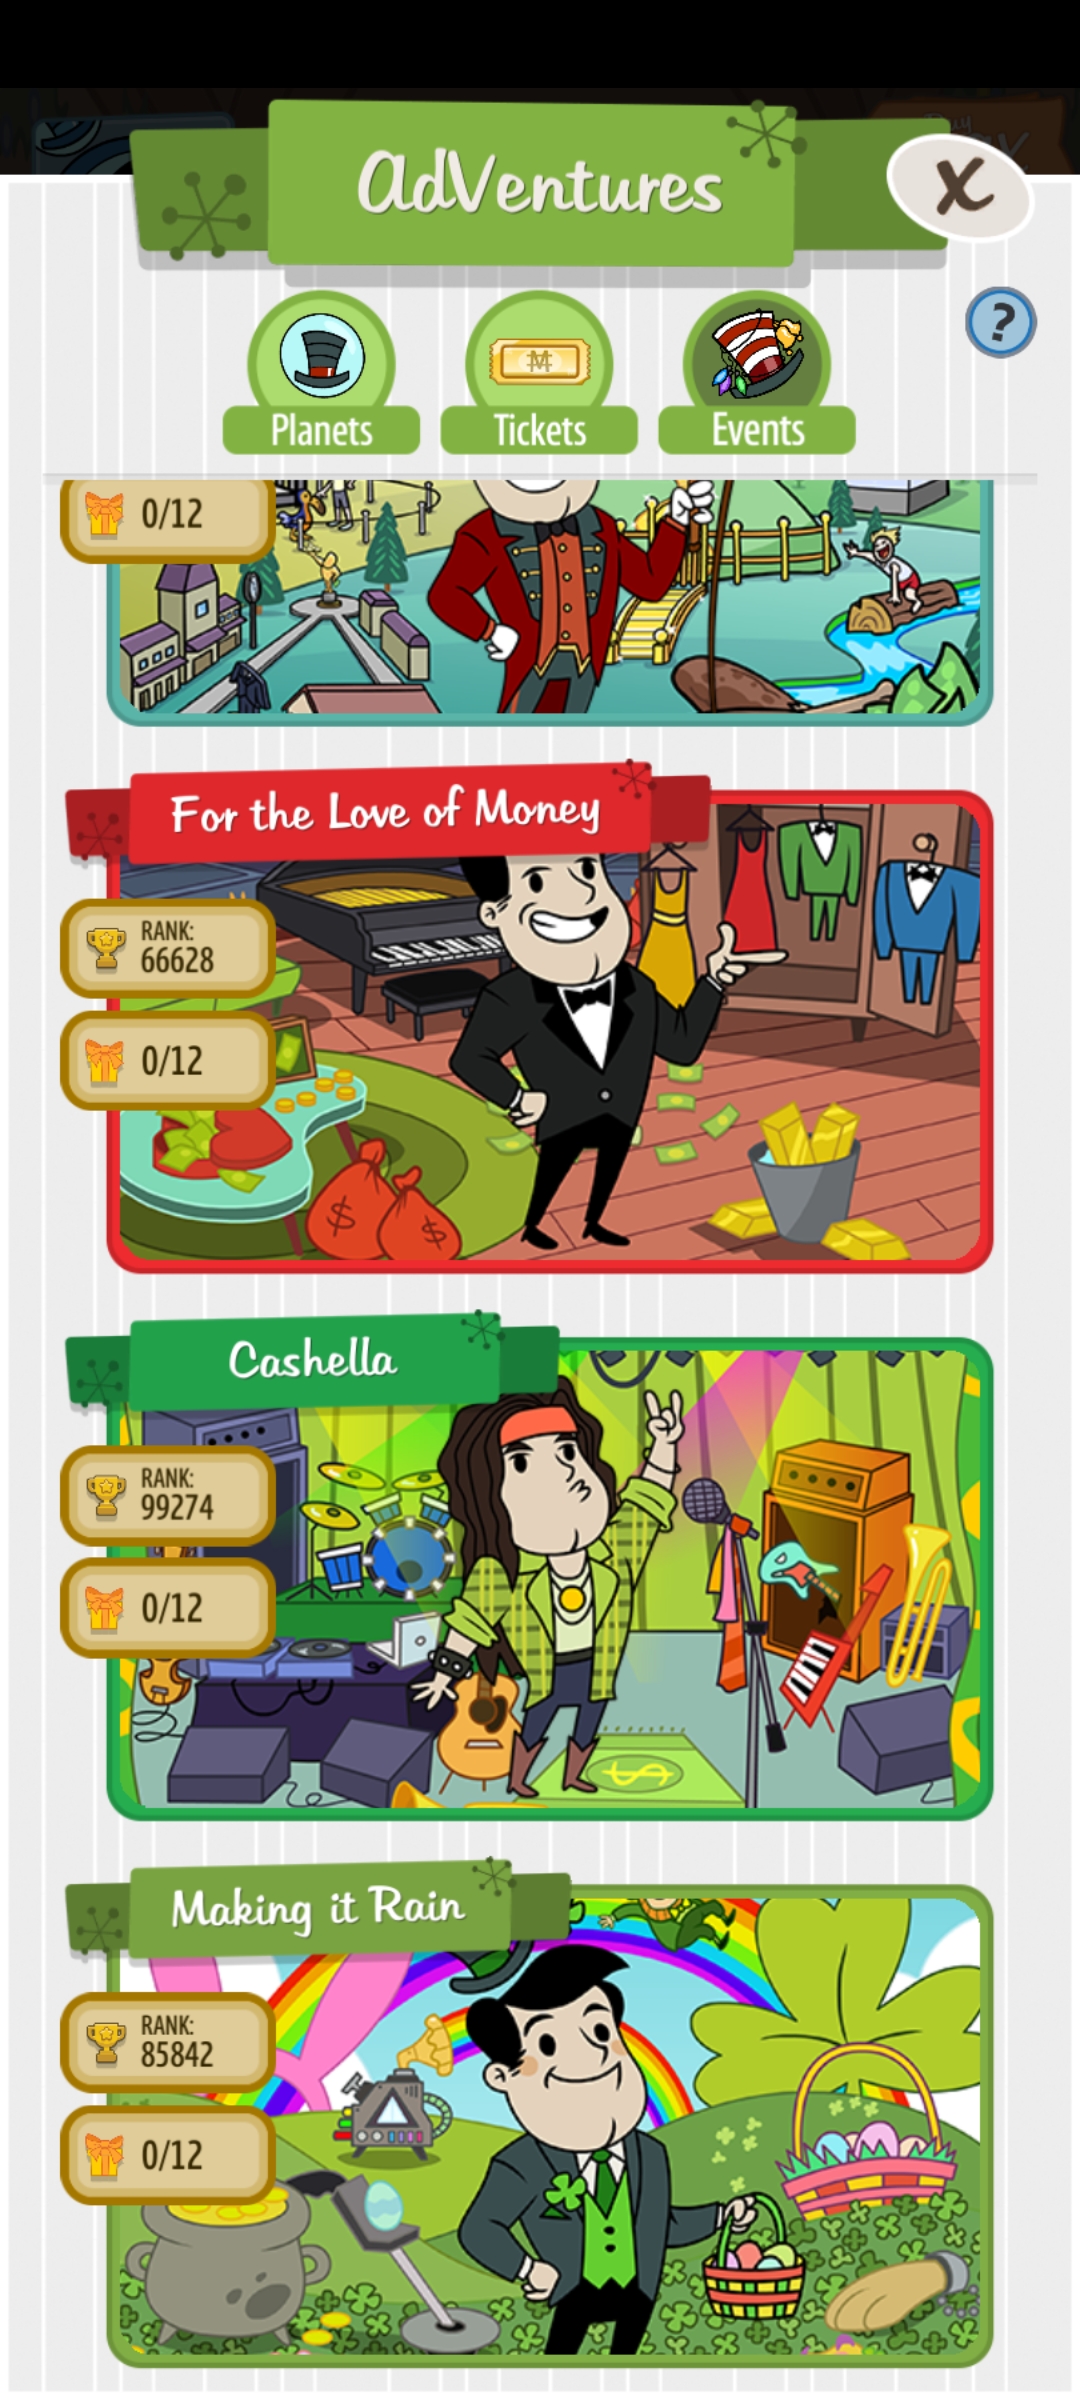 AdVentures
X
?
Planets
Tickets
Events
0/12
For the Love of Money
RANK:
66628
0/12
Cashella
RANK:
99274
0/12
Making it Rain
RANK:
85842
0/12